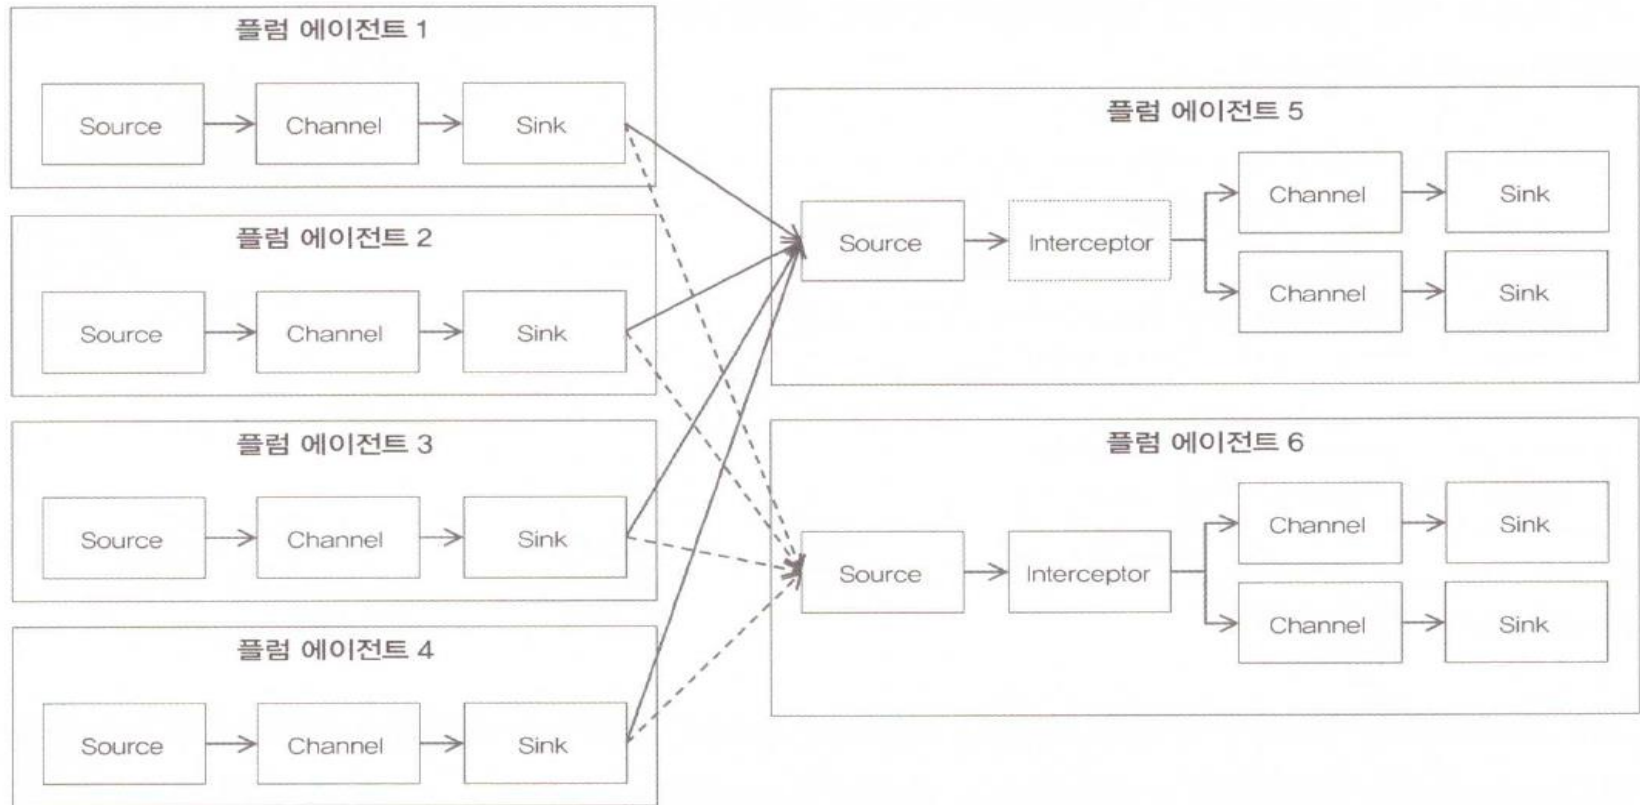 플럼 에이전트 1
Source
Channel
Sink
플럼 에이전트 2
Source
Channel
Sink
플럼 에이전트 3
Source
Channel
Sink
플럼 에이전트 4
Source
Channel
Sink
플럼 에이전트 5
Source
Interceptor
Channel
Sink
Channel
Sink
플럼 에이전트 6
Source
Interceptor
Channel
Sink
Channel
Sink